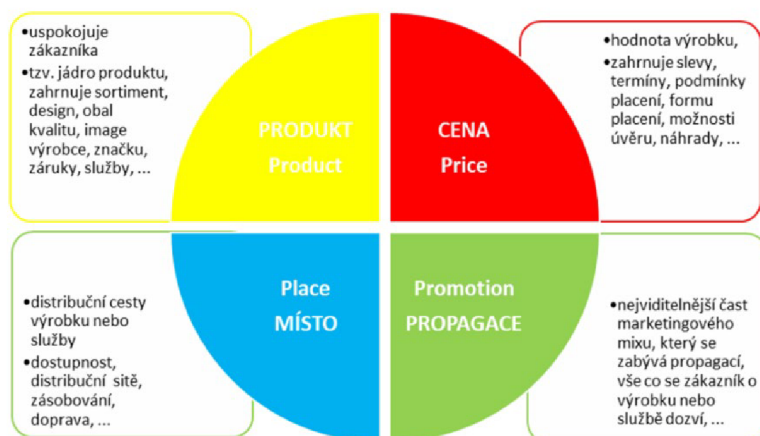 •uspokojuje
zákazníka
•tzv. jádro produktu,
zahrnuje sortiment,
design, obal
kvalitu, image
výrobce, značku,
záruky, služby, ...
PRODUKT
Product
CENA
Price
•hodnota výrobku,
•zahrnuje slevy,
termíny, podmínky
placení, formu
placení, možnosti
úvěru, náhrady, ...
•distribuční cesty
výrobku nebo
služby
•dostupnost,
distribuční sítě,
zásobování,
doprava, ...
Place
MÍSTO
Promotion
PROPAGACE
•nejviditelnější část
marketingového
mixu, který se
zabývá propagací,
vše co se zákazník o
výrobku nebo
službě dozví, ...